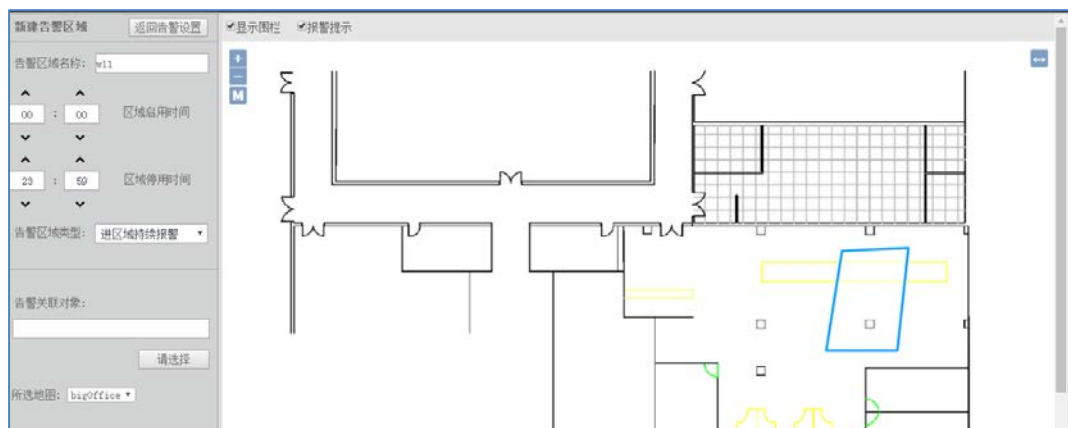 新建告警区域 返回告警设置
显示围栏 报警提示
告警区域名称: w11
00 : 00 区域启用时间
23 : 59 区域停用时间
告警区域类型: 进区域持续报警
告警关联对象:
请选择
所选地图: bigOffice
+
−
M